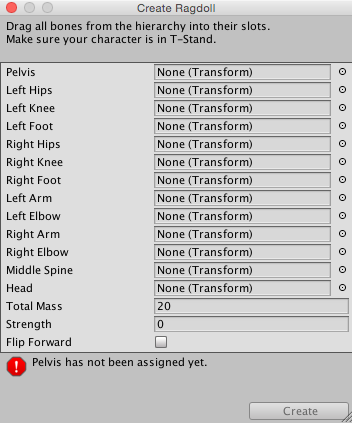 Create Ragdoll
Drag all bones from the hierarchy into their slots.
Make sure your character is in T-Stand.
Pelvis None (Transform)
Left Hips None (Transform)
Left Knee None (Transform)
Left Foot None (Transform)
Right Hips None (Transform)
Right Knee None (Transform)
Right Foot None (Transform)
Left Arm None (Transform)
Left Elbow None (Transform)
Right Arm None (Transform)
Right Elbow None (Transform)
Middle Spine None (Transform)
Head None (Transform)
Total Mass 20
Strength 0
Flip Forward
Pelvis has not been assigned yet.
Create